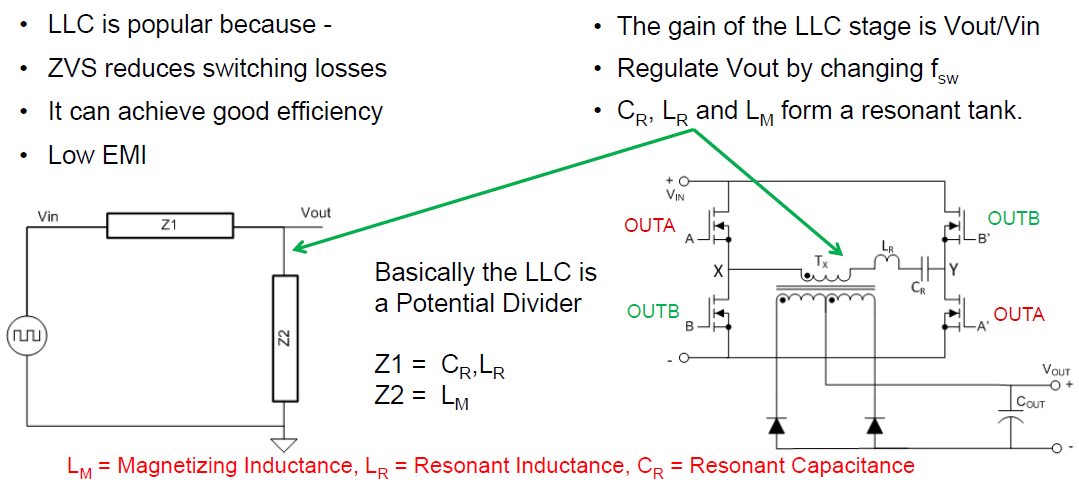 • LLC is popular because -
• ZVS reduces switching losses
• It can achieve good efficiency
• Low EMI
• The gain of the LLC stage is Vout/Vin
• Regulate Vout by changing fsw
• CR, LR and LM form a resonant tank.
Vin
Z1
Vout
Z2
Basically the LLC is
a Potential Divider
Z1 = CR,LR
Z2 = LM
+
VIN
OUTA
A
X
OUTB
B
-
TX
LR
CR
Y
OUTB
B'
OUTA
A'
VOUT
+
COUT
-
LM = Magnetizing Inductance, LR = Resonant Inductance, CR = Resonant Capacitance